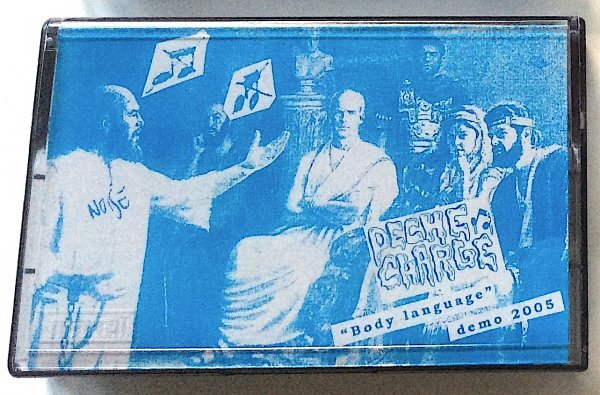 NOISE
DECHE
CHARGE
"Body language"
demo 2005